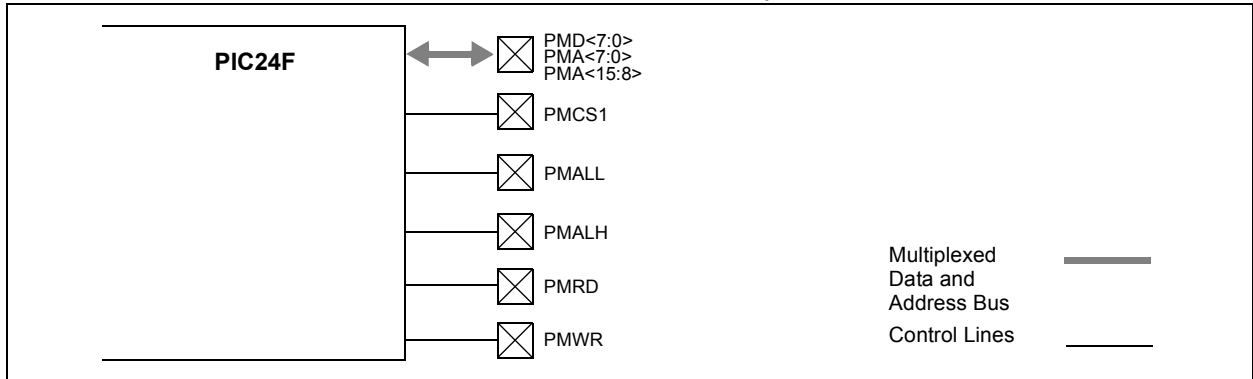 PIC24F
PMD<7:0>
PMA<7:0>
PMA<15:8>
PMCS1
PMALL
PMALH
PMRD
PMWR
Multiplexed
Data and
Address Bus
Control Lines